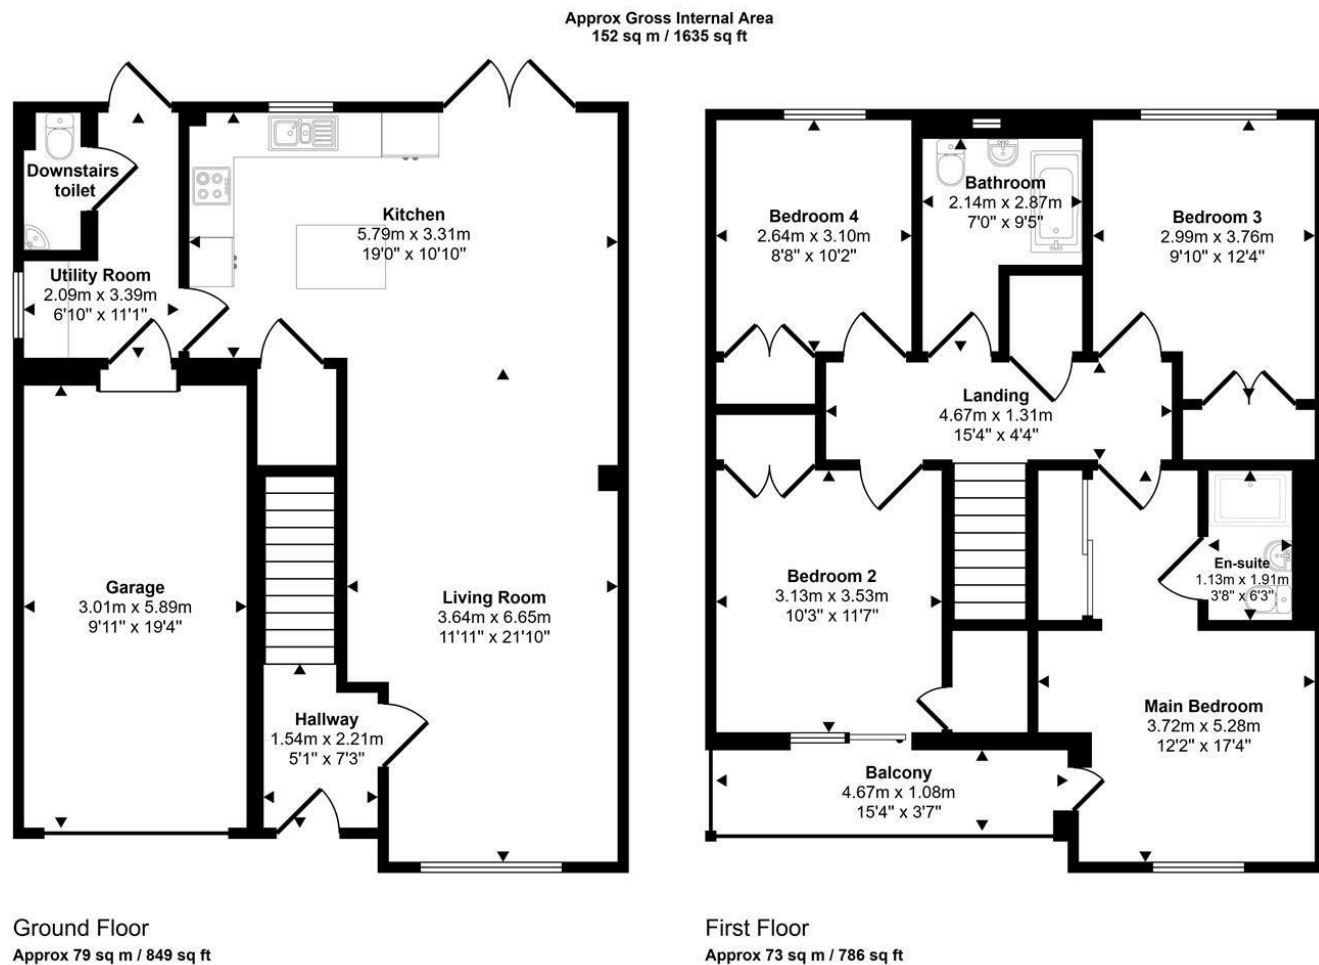 Approx Gross Internal Area
152 sq m / 1635 sq ft
Downstairs
toilet
Kitchen
5.79m x 3.31m
19'0" x 10'10"
Utility Room
2.09m x 3.39m
6'10" x 11'1"
Garage
3.01m x 5.89m
9'11" x 19'4"
Living Room
3.64m x 6.65m
11'11" x 21'10"
Hallway
1.54m x 2.21m
5'1" x 7'3"
Ground Floor
Approx 79 sq m / 849 sq ft
Bedroom 4
2.64m x 3.10m
8'8" x 10'2"
Bathroom
2.14m x 2.87m
7'0" x 9'5"
Bedroom 3
2.99m x 3.76m
9'10" x 12'4"
Landing
4.67m x 1.31m
15'4" x 4'4"
Bedroom 2
3.13m x 3.53m
10'3" x 11'7"
En-suite
1.13m x 1.91m
3'8" x 6'3"
Main Bedroom
3.72m x 5.28m
12'2" x 17'4"
Balcony
4.67m x 1.08m
15'4" x 3'7"
First Floor
Approx 73 sq m / 786 sq ft